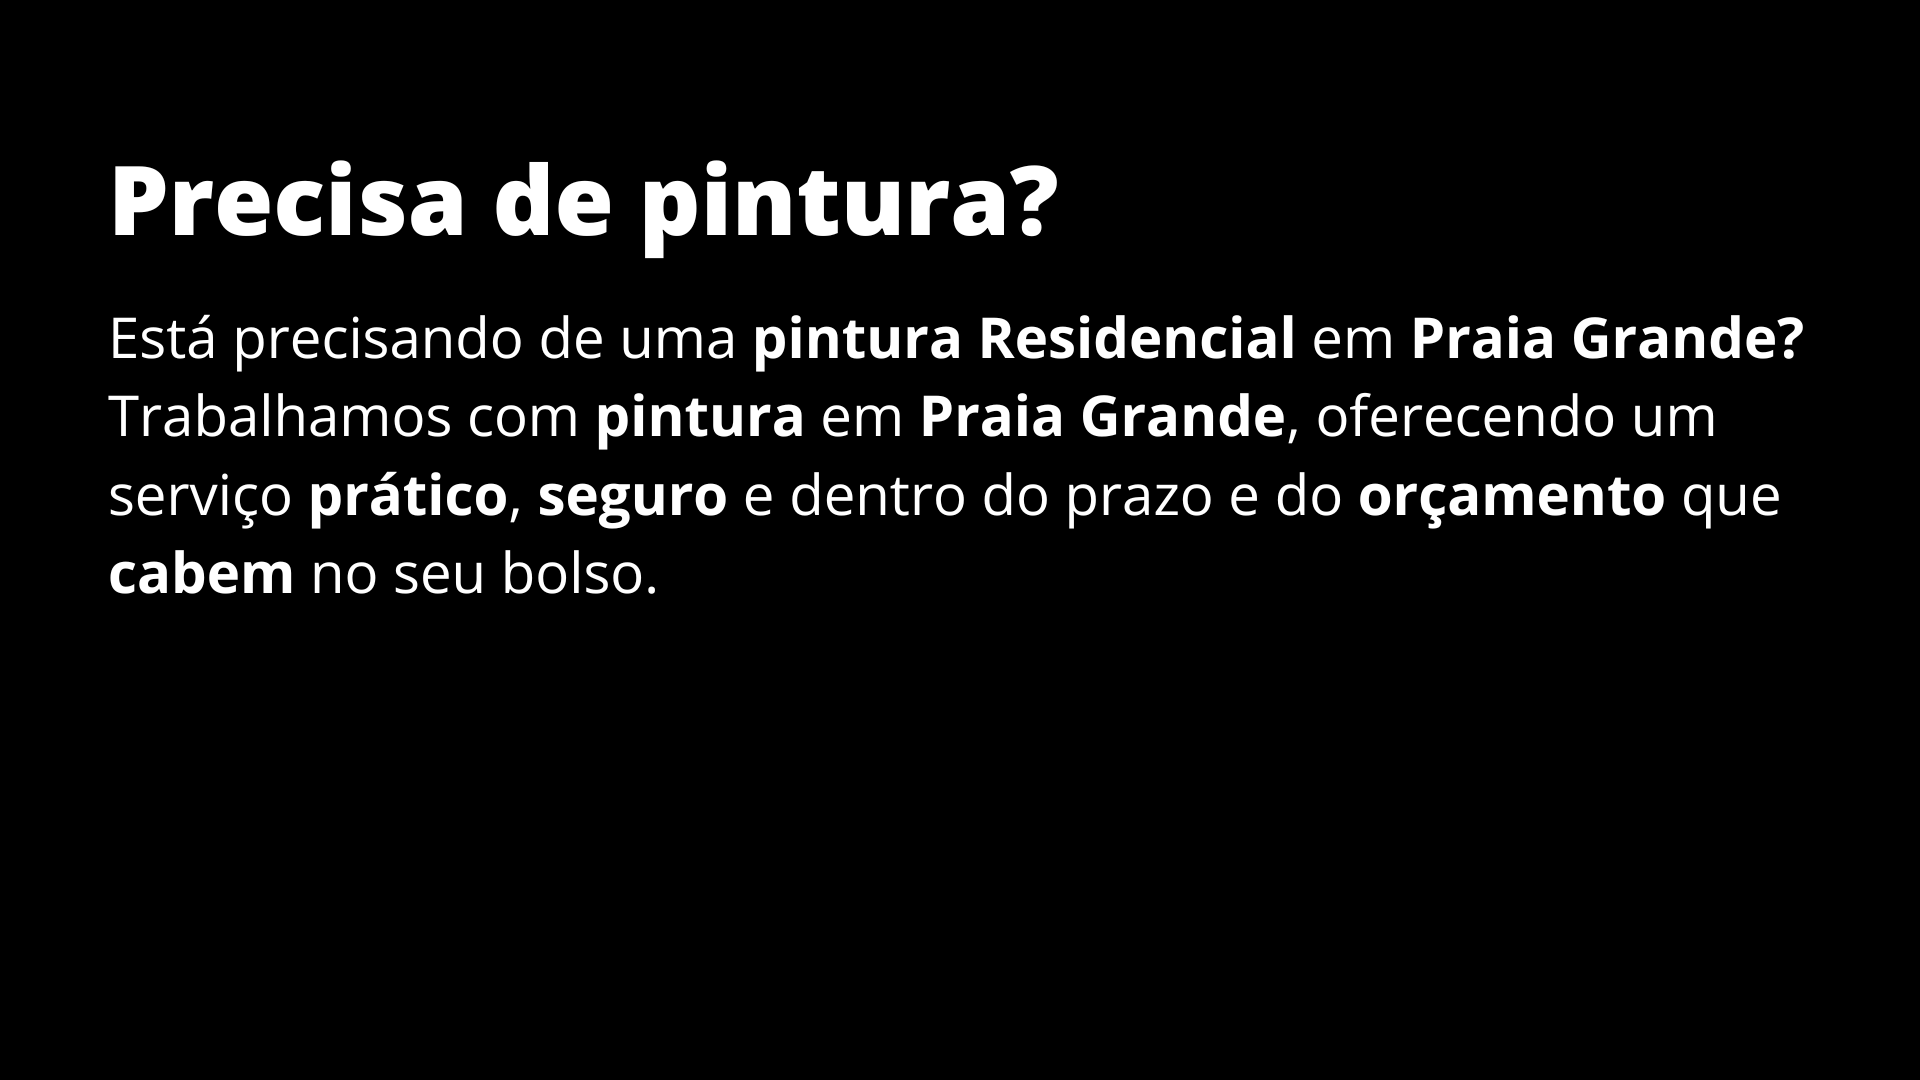 Precisa de pintura?
Está precisando de uma pintura Residencial em Praia Grande?
Trabalhamos com pintura em Praia Grande, oferecendo um
serviço prático, seguro e dentro do prazo e do orçamento que
cabem no seu bolso.